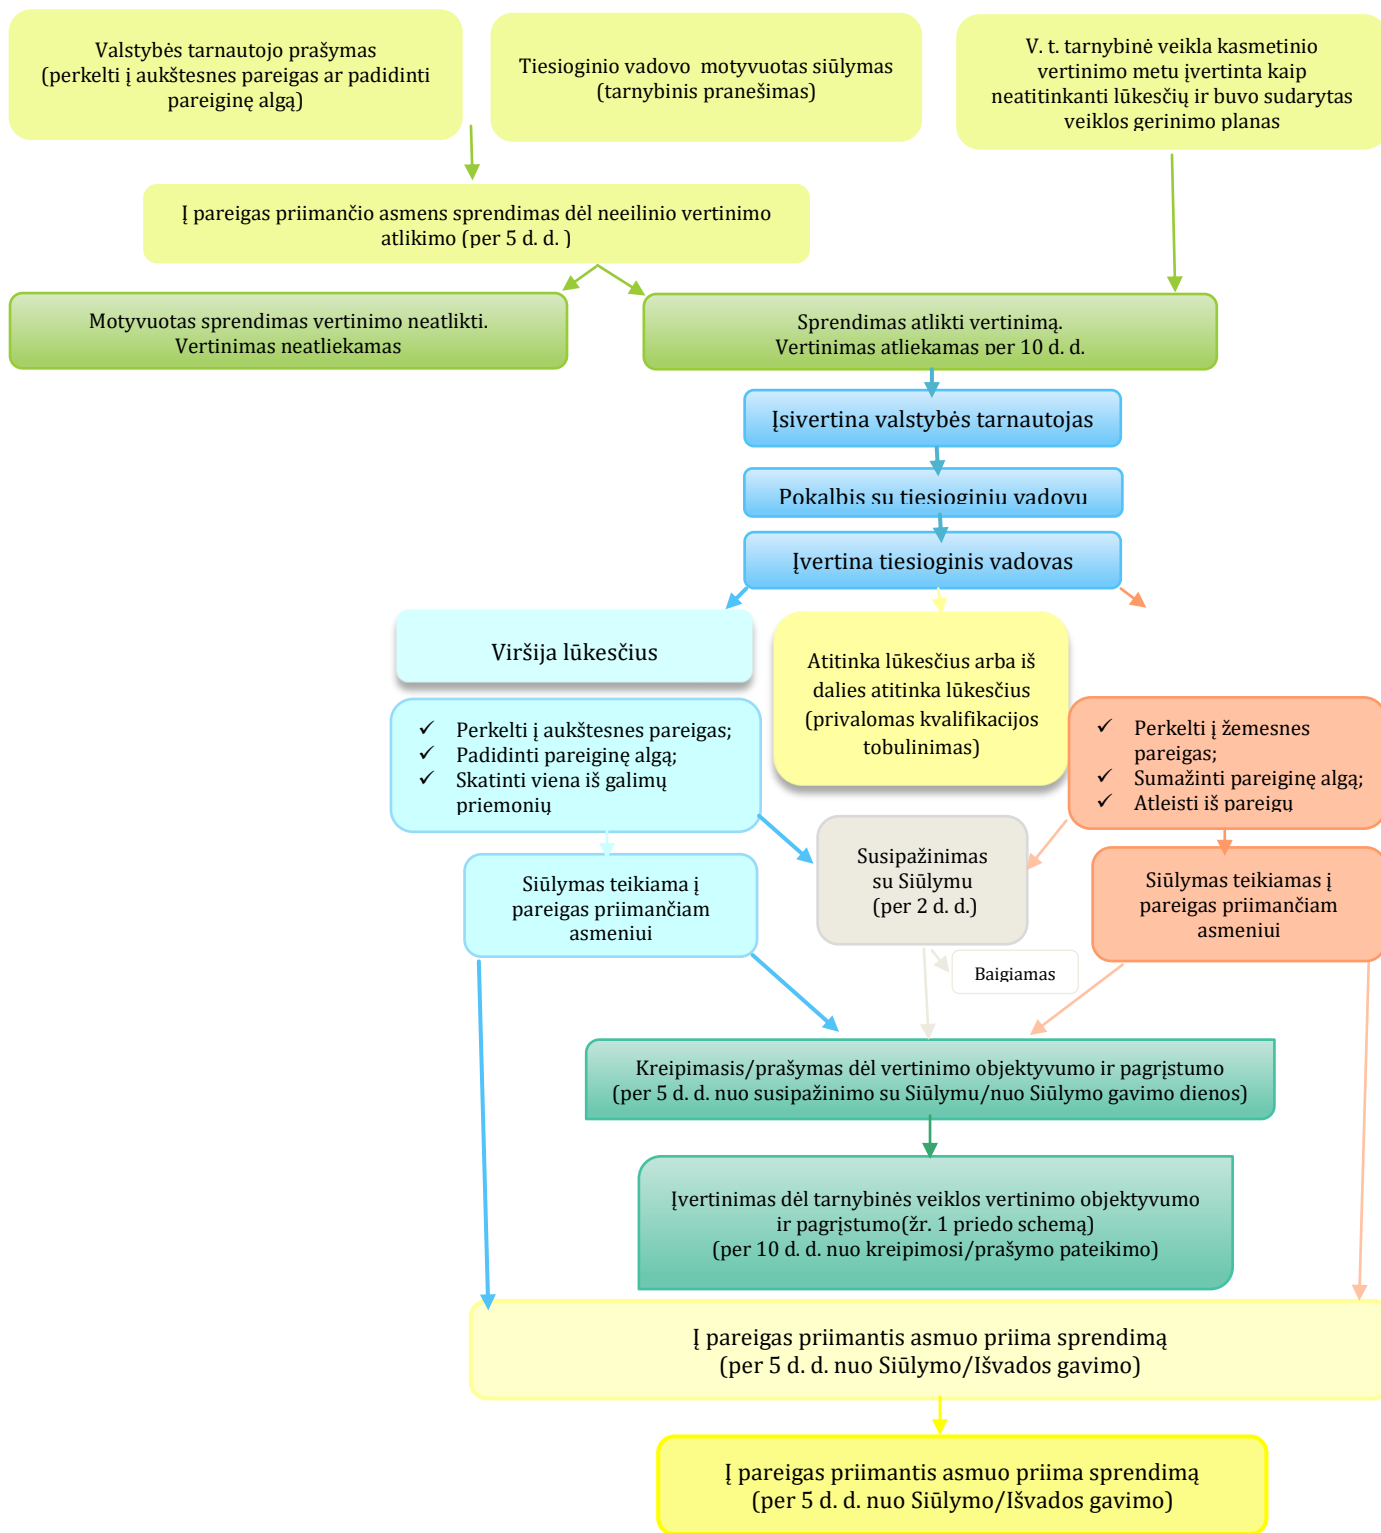 Valstybės tarnautojo prašymas
(perkelti į aukštesnes pareigas ar padidinti
pareiginę algą)
Tiesioginio vadovo motyvuotas siūlymas
(tarnybinis pranešimas)
V. t. tarnybinė veikla kasmetinio
vertinimo metu įvertinta kaip
neatitinkanti lūkesčių ir buvo sudarytas
veiklos gerinimo planas
Į pareigas priimančio asmens sprendimas dėl neeilinio vertinimo
atlikimo (per 5 d. d. )
Motyvuotas sprendimas vertinimo neatlikti.
Vertinimas neatliekamas
Sprendimas atlikti vertinimą.
Vertinimas atliekamas per 10 d. d.
Įsivertina valstybės tarnautojas
Pokalbis su tiesioginiu vadovu
Įvertina tiesioginis vadovas
Viršija lūkesčius
Atitinka lūkesčius arba iš
dalies atitinka lūkesčius
(privalomas kvalifikacijos
tobulinimas)
✓ Perkelti į aukštesnes pareigas;
✓ Padidinti pareiginę algą;
✓ Skatinti viena iš galimų
priemonių
✓ Perkelti į žemesnes
pareigas;
✓ Sumažinti pareiginę algą;
✓ Atleisti iš pareigų
Susipažinimas
su Siūlymu
(per 2 d. d.)
Siūlymas teikiama į
pareigas priimančiam
asmeniui
Siūlymas teikiamas į
pareigas priimančiam
asmeniui
Baigiamas
Kreipimasis/prašymas dėl vertinimo objektyvumo ir pagrįstumo
(per 5 d. d. nuo susipažinimo su Siūlymu/nuo Siūlymo gavimo dienos)
Įvertinimas dėl tarnybinės veiklos vertinimo objektyvumo
ir pagrįstumo(žr. 1 priedo schemą)
(per 10 d. d. nuo kreipimosi/prašymo pateikimo)
Į pareigas priimantis asmuo priima sprendimą
(per 5 d. d. nuo Siūlymo/Išvados gavimo)
Į pareigas priimantis asmuo priima sprendimą
(per 5 d. d. nuo Siūlymo/Išvados gavimo)